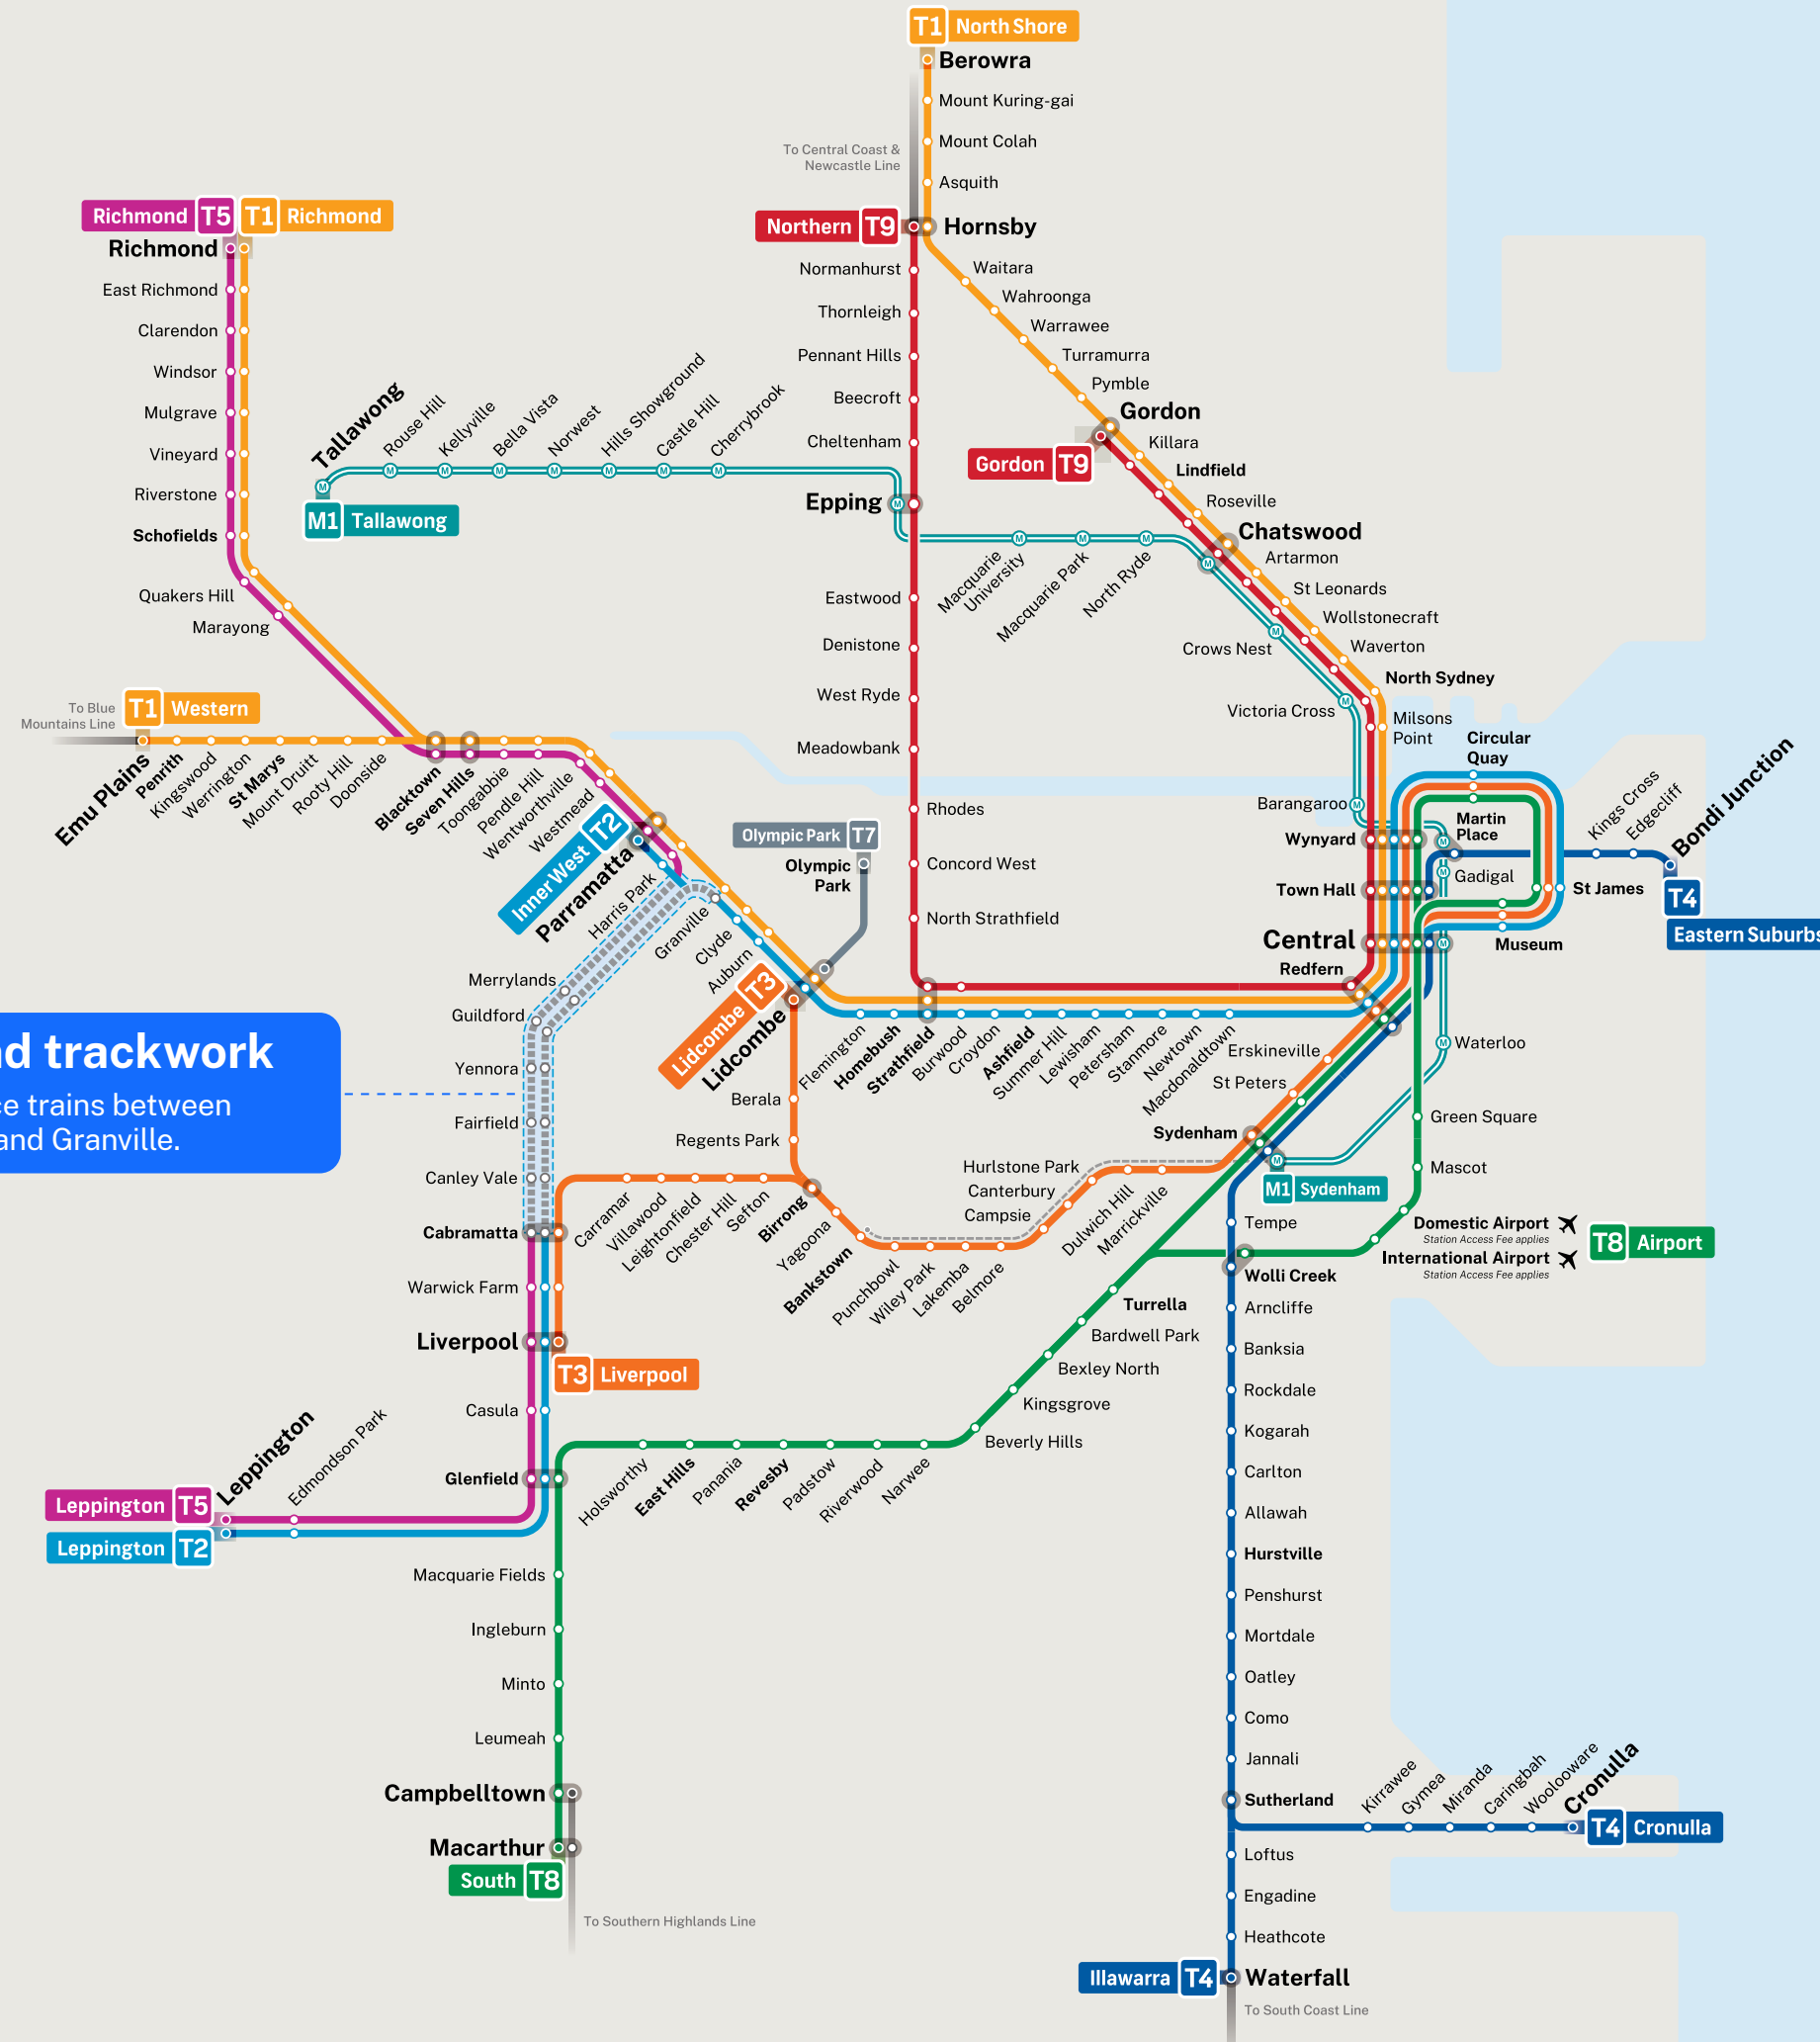 T1 North Shore
Berowra
Mount Kuring-gai
Mount Colah
Asquith
To Central Coast &
Newcastle Line
Northern T9
Hornsby
Richmond T5
T1 Richmond
Richmond
East Richmond
Clarendon
Windsor
Mulgrave
Vineyard
Riverstone
Schofields
Quakers Hill
Marayong
Normanhurst
Thornleigh
Pennant Hills
Beecroft
Cheltenham
Waitara
Wahroonga
Warrawee
Turramurra
Pymble
Gordon
Gordon T9
Killara
Lindfield
Roseville
Chatswood
Artarmon
St Leonards
Wollstonecraft
Waverton
North Sydney
Milsons
Point
Tallawong
Rouse Hill
Kellyville
Bella Vista
Norwest
Hills Showground
Castle Hill
Cherrybrook
M1 Tallawong
Epping
Macquarie
University
Macquarie Park
North Ryde
Crows Nest
Victoria Cross
Barangaroo
Eastwood
Denistone
West Ryde
Meadowbank
Rhodes
Concord West
North Strathfield
To Blue
Mountains Line
T1 Western
Emu Plains
Penrith
Kingswood
Werrington
St Marys
Mount Druitt
Rooty Hill
Doonside
Blacktown
Seven Hills
Toongabbie
Pendle Hill
Wentworthville
Westmead
Inner West T2
Parramatta
Harris Park
Granville
Clyde
Auburn
Olympic Park T7
Olympic
Park
Lidcombe T3
Lidcombe
Flemington
Homebush
Strathfield
Burwood
Croydon
Ashfield
Summer Hill
Lewisham
Petersham
Stanmore
Newtown
Macdonaldtown
Circular
Quay
Wynyard
Martin
Place
Kings Cross
Edgecliff
Bondi Junction
T4
Eastern Suburbs
Town Hall
Gadigal
St James
Central
Museum
Redfern
Erskineville
St Peters
Waterloo
Sydenham
M1 Sydenham
Green Square
Mascot
Domestic Airport
Station Access Fee applies
International Airport
Station Access Fee applies
T8 Airport
Merrylands
Guildford
Yennora
Fairfield
Canley Vale
Cabramatta
Warwick Farm
Liverpool
T3 Liverpool
Casula
Glenfield
d trackwork
ce trains between
and Granville.
Berala
Regents Park
Carramar
Villawood
Leightonfield
Chester Hill
Sefton
Birrong
Yagoona
Bankstown
Punchbowl
Wiley Park
Lakemba
Belmore
Campsie
Canterbury
Hurlstone Park
Dulwich Hill
Marrickville
Tempe
Wolli Creek
Turrella
Bardwell Park
Bexley North
Kingsgrove
Beverly Hills
Narwee
Riverwood
Padstow
Revesby
Panania
East Hills
Holsworthy
Leppington
Edmondson Park
Leppington T5
Leppington T2
Macquarie Fields
Ingleburn
Minto
Leumeah
Campbelltown
Macarthur
South T8
To Southern Highlands Line
Arncliffe
Banksia
Rockdale
Kogarah
Carlton
Allawah
Hurstville
Penshurst
Mortdale
Oatley
Como
Jannali
Sutherland
Kirrawee
Gymea
Miranda
Caringbah
Woolooware
Cronulla
T4 Cronulla
Loftus
Engadine
Heathcote
Illawarra T4
Waterfall
To South Coast Line